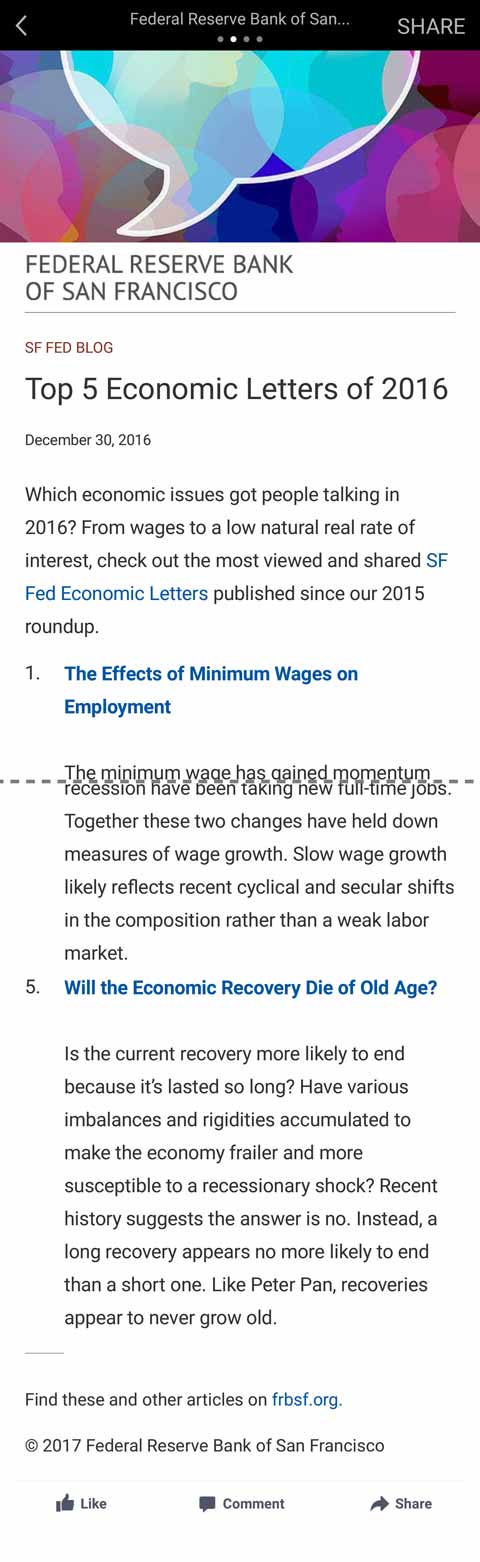 Federal Reserve Bank of San...
SHARE
FEDERAL RESERVE BANK
OF SAN FRANCISCO
SF FED BLOG
Top 5 Economic Letters of 2016
December 30, 2016
Which economic issues got people talking in
2016? From wages to a low natural real rate of
interest, check out the most viewed and shared SF
Fed Economic Letters published since our 2015
roundup.
1. The Effects of Minimum Wages on
Employment
The minimum wage has gained momentum
recession have been taking new full-time jobs.
Together these two changes have held down
measures of wage growth. Slow wage growth
likely reflects recent cyclical and secular shifts
in the composition rather than a weak labor
market.
5. Will the Economic Recovery Die of Old Age?
Is the current recovery more likely to end
because it's lasted so long? Have various
imbalances and rigidities accumulated to
make the economy frailer and more
susceptible to a recessionary shock? Recent
history suggests the answer is no. Instead, a
long recovery appears no more likely to end
than a short one. Like Peter Pan, recoveries
appear to never grow old.
Find these and other articles on frbsf.org.
© 2017 Federal Reserve Bank of San Francisco
Like Comment Share